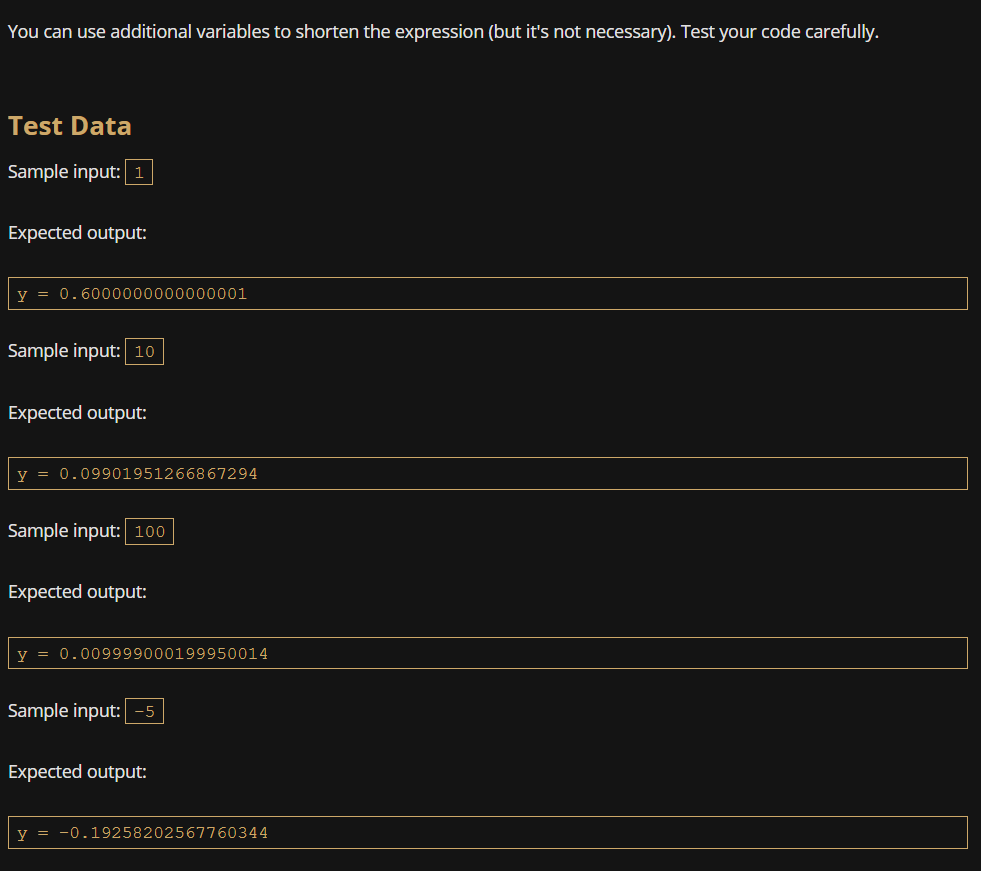 You can use additional variables to shorten the expression (but it's not necessary). Test your code carefully.
Test Data
Sample input: 1
Expected output:
y = 0.6000000000000001
Sample input: 10
Expected output:
y = 0.09901951266867294
Sample input: 100
Expected output:
y = 0.009999000199950014
Sample input: -5
Expected output:
y = -0.19258202567760344